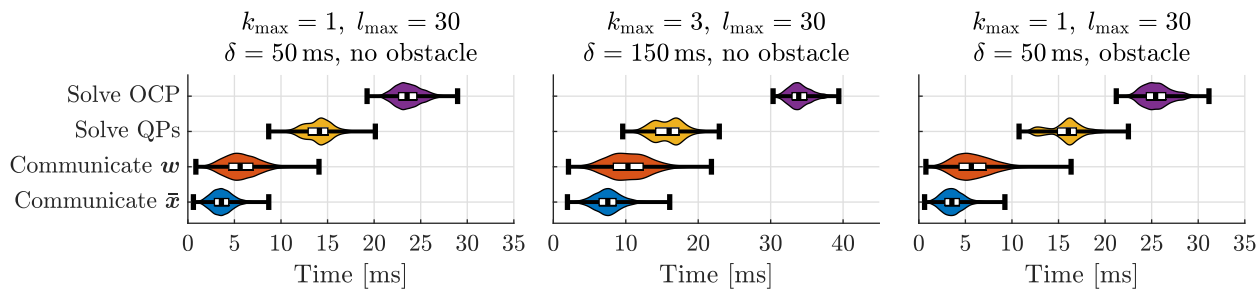 k_max = 1, l_max = 30
δ = 50 ms, no obstacle
k_max = 3, l_max = 30
δ = 150 ms, no obstacle
k_max = 1, l_max = 30
δ = 50 ms, no obstacle
Solve OCP
Solve QPs
Communicate w
Communicate x̄
0 5 10 15 20 25 30 35
0 10 20 30 40
0 5 10 15 20 25 30 35
Time [ms]
Time [ms]
Time [ms]